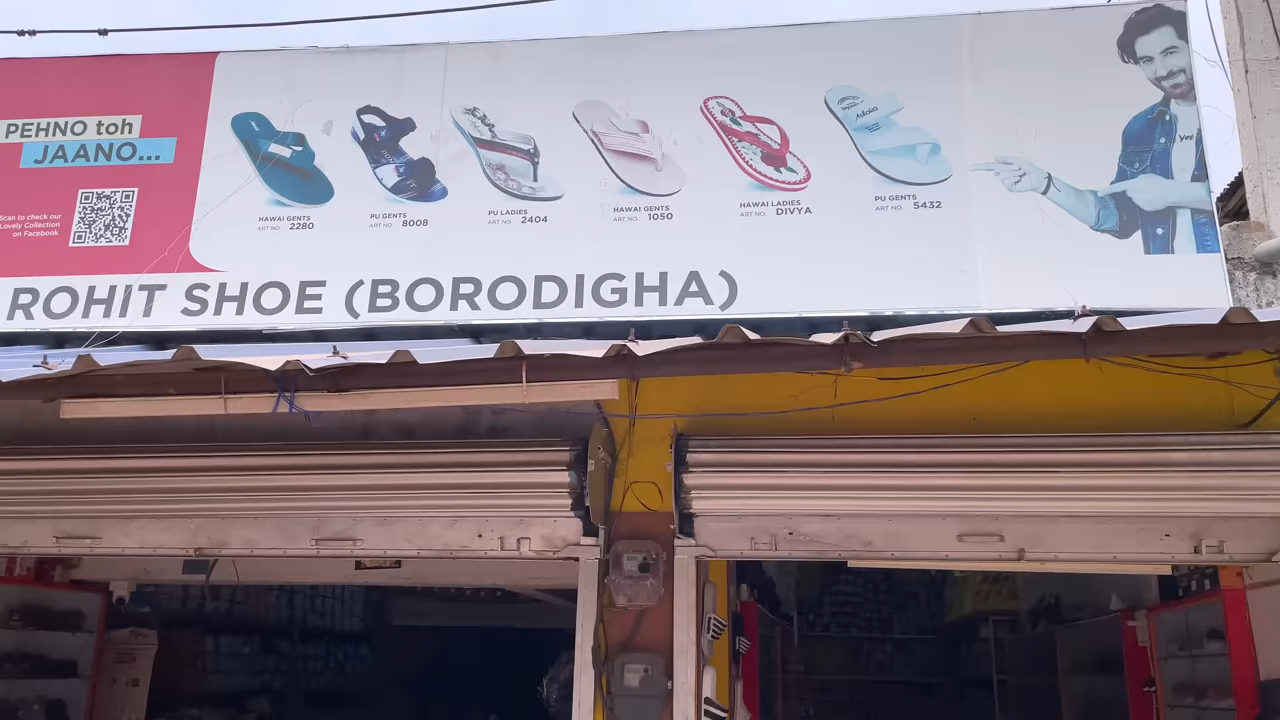 PEHNO toh
JAANO...
Scan to check our
Lovely Collection
on Facebook
HAWAI GENTS
ART NO. 2280
PU GENTS
ART NO. 8008
PU LADIES
ART NO. 2404
HAWAI GENTS
ART NO. 1050
HAWAI LADIES
ART NO. DIVYA
PU GENTS
ART NO. 5432
ROHIT SHOE (BORODIGHA)